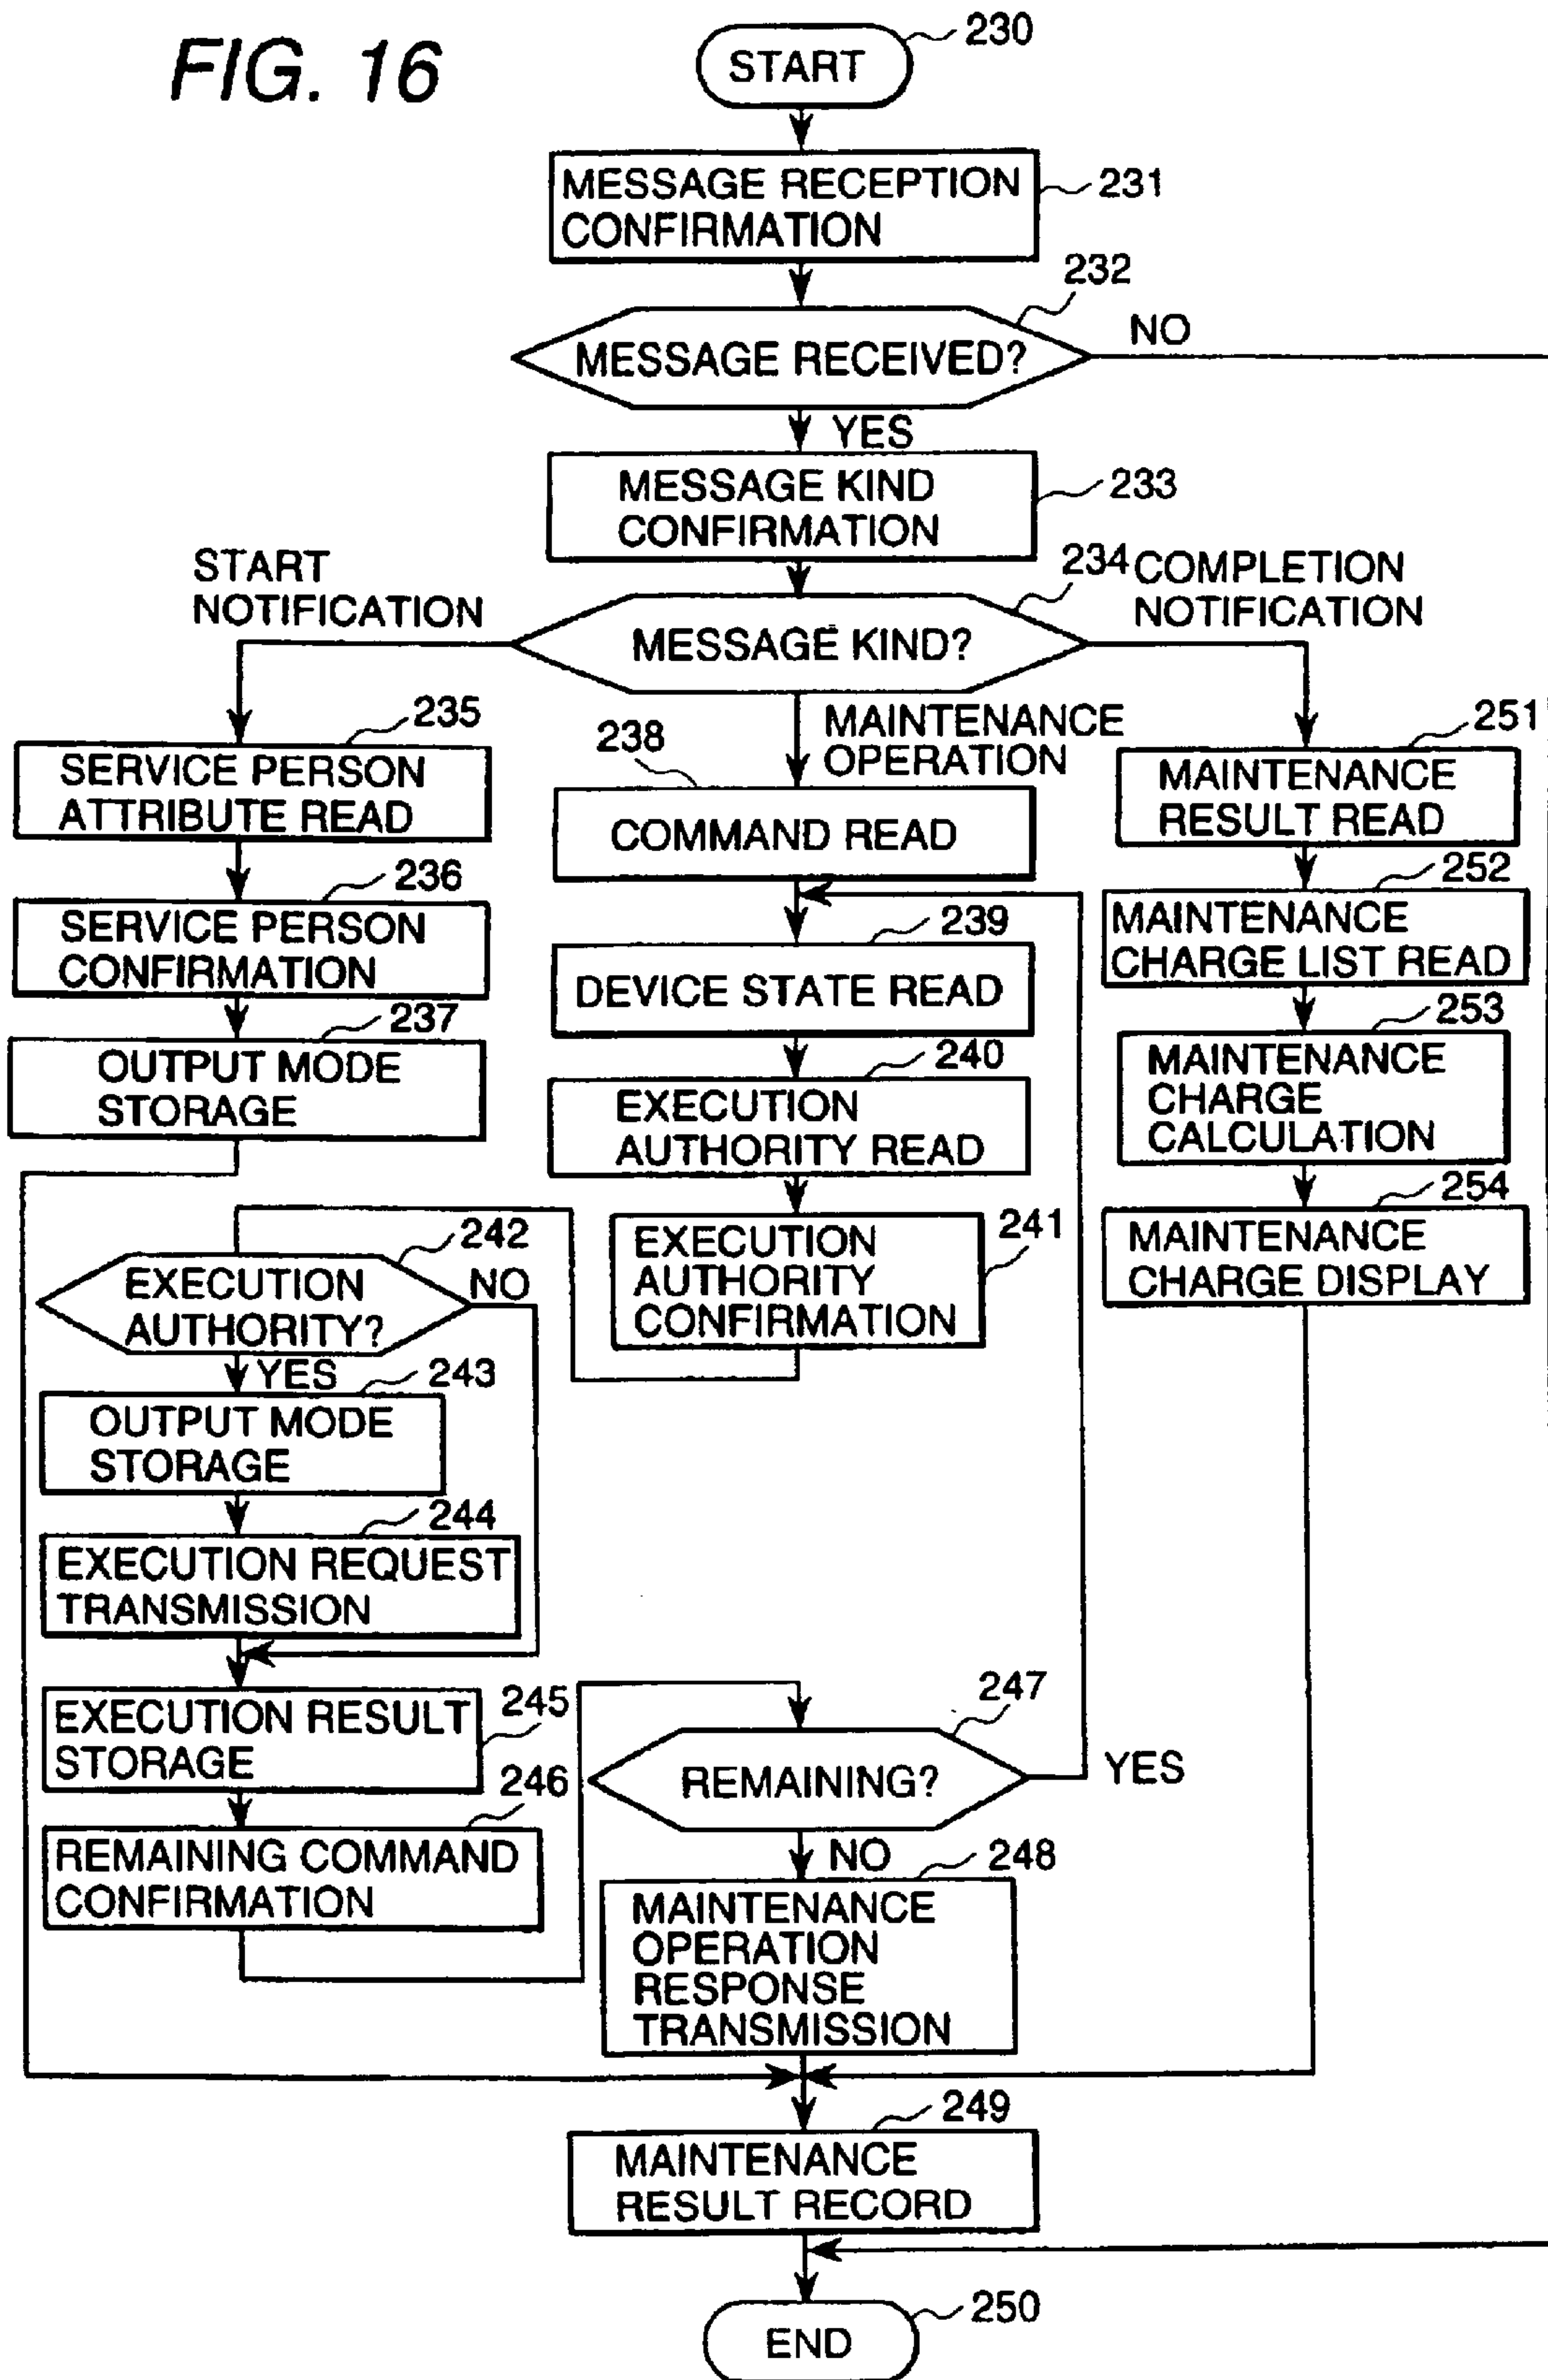 FIG. 16
START
230
MESSAGE RECEPTION
CONFIRMATION
231
232
MESSAGE RECEIVED?
NO
YES
MESSAGE KIND
CONFIRMATION
233
START
NOTIFICATION
234
COMPLETION
NOTIFICATION
MESSAGE KIND?
235
SERVICE PERSON
ATTRIBUTE READ
236
SERVICE PERSON
CONFIRMATION
237
OUTPUT MODE
STORAGE
MAINTENANCE
OPERATION
238
COMMAND READ
239
DEVICE STATE READ
240
EXECUTION
AUTHORITY READ
241
EXECUTION
AUTHORITY
CONFIRMATION
251
MAINTENANCE
RESULT READ
252
MAINTENANCE
CHARGE LIST READ
253
MAINTENANCE
CHARGE
CALCULATION
254
MAINTENANCE
CHARGE DISPLAY
242
EXECUTION
AUTHORITY?
NO
YES
243
OUTPUT MODE
STORAGE
244
EXECUTION REQUEST
TRANSMISSION
245
EXECUTION RESULT
STORAGE
246
REMAINING COMMAND
CONFIRMATION
247
REMAINING?
YES
NO
248
MAINTENANCE
OPERATION
RESPONSE
TRANSMISSION
249
MAINTENANCE
RESULT RECORD
250
END